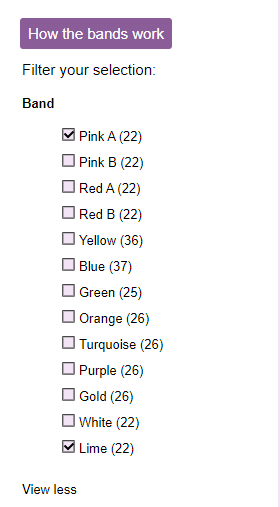 How the bands work
Filter your selection:
Band
Pink A (22)
Pink B (22)
Red A (22)
Red B (22)
Yellow (36)
Blue (37)
Green (25)
Orange (26)
Turquoise (26)
Purple (26)
Gold (26)
White (22)
Lime (22)
View less